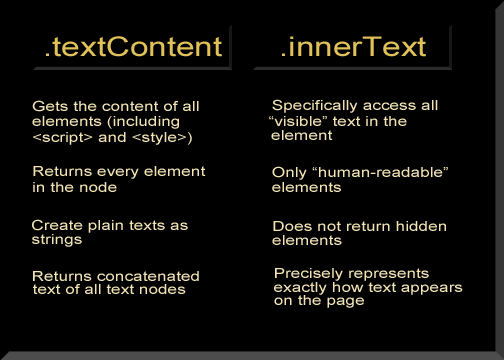 .textContent
.innerText
Gets the content of all
elements (including
<script> and <style>)
Specifically access all
“visible” text in the
element
Returns every element
in the node
Only “human-readable”
elements
Create plain texts as
strings
Does not return hidden
elements
Returns concatenated
text of all text nodes
Precisely represents
exactly how text appears
on the page